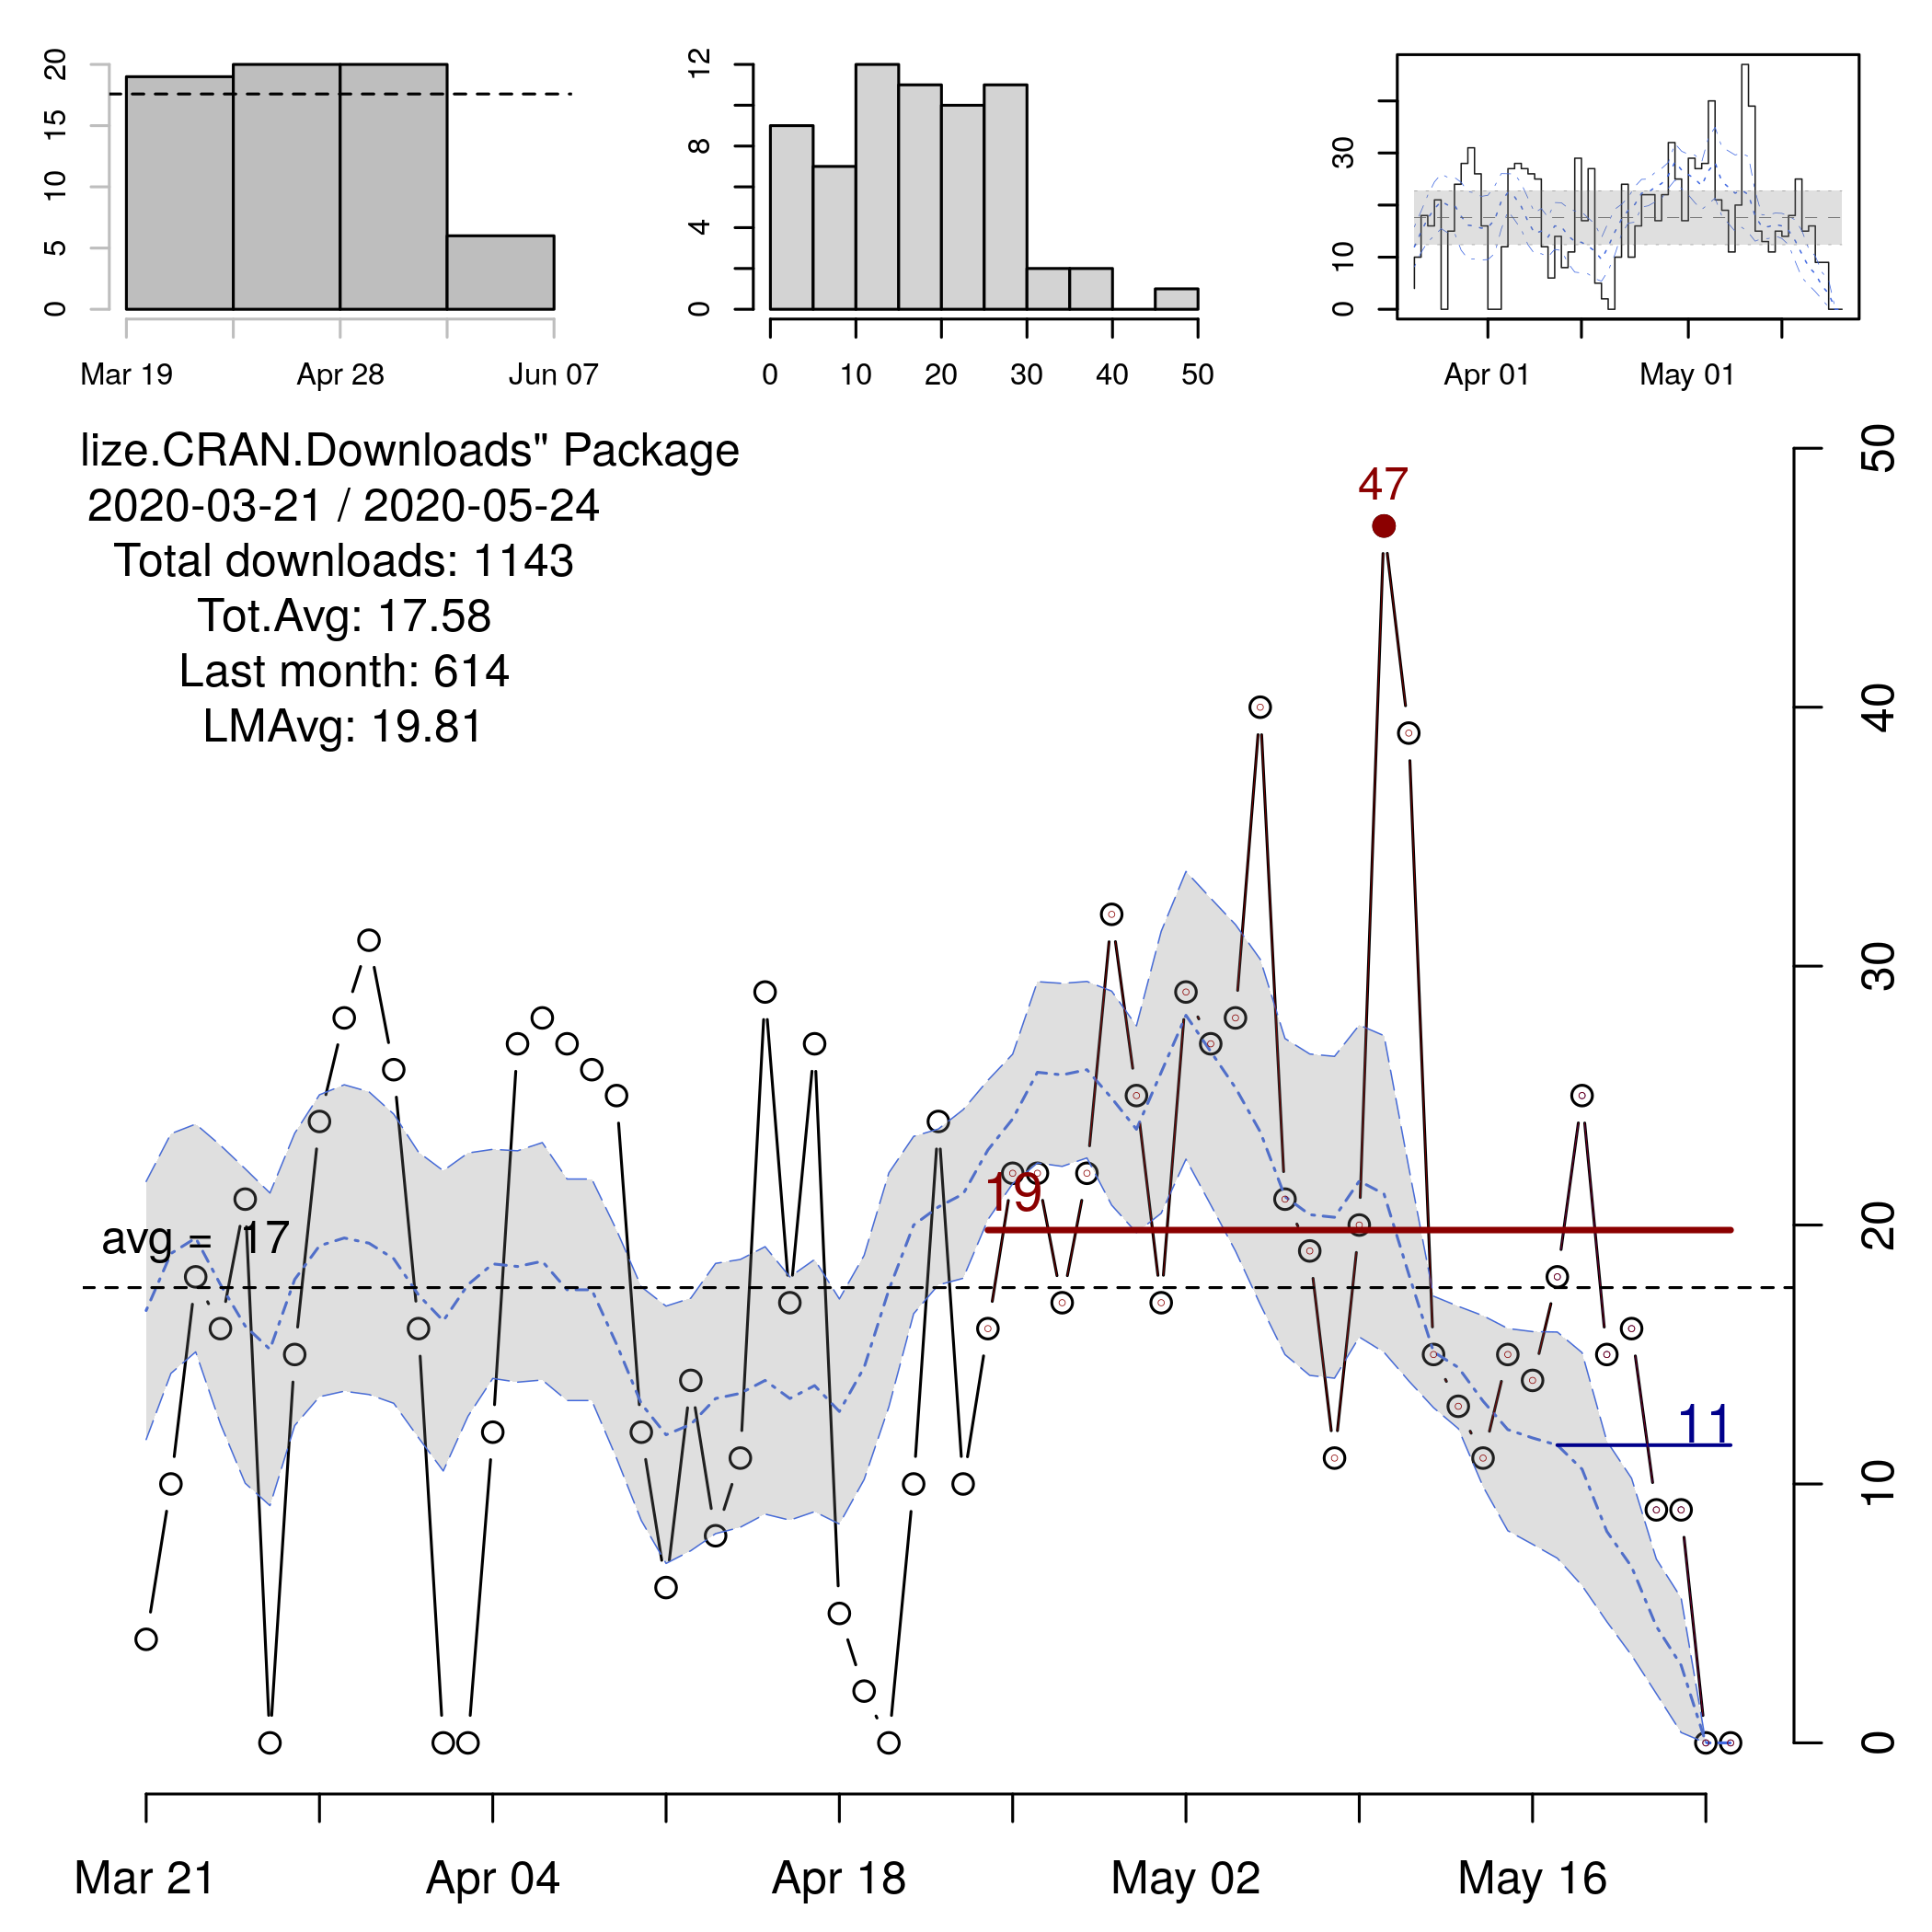 20
15
10
5
0
Mar 19 Apr 28 Jun 07
12
8
4
0
0 10 20 30 40 50
30
10
0
Apr 01 May 01
lize.CRAN.Downloads" Package
2020-03-21 / 2020-05-24
Total downloads: 1143
Tot.Avg: 17.58
Last month: 614
LMAvg: 19.81
47
avg = 17
19
11
50
40
30
20
10
0
Mar 21 Apr 04 Apr 18 May 02 May 16